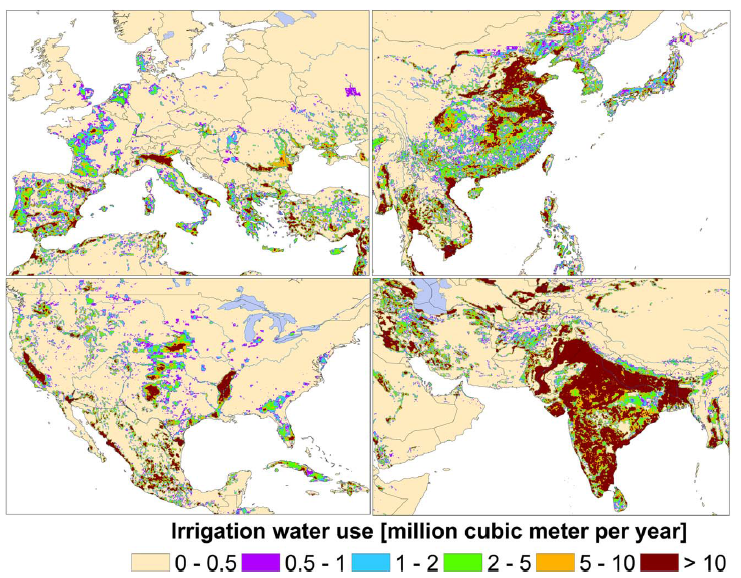 Irrigation water use [million cubic meter per year]
0 - 0.5 0.5 - 1 1 - 2 2 - 5 5 - 10 > 10